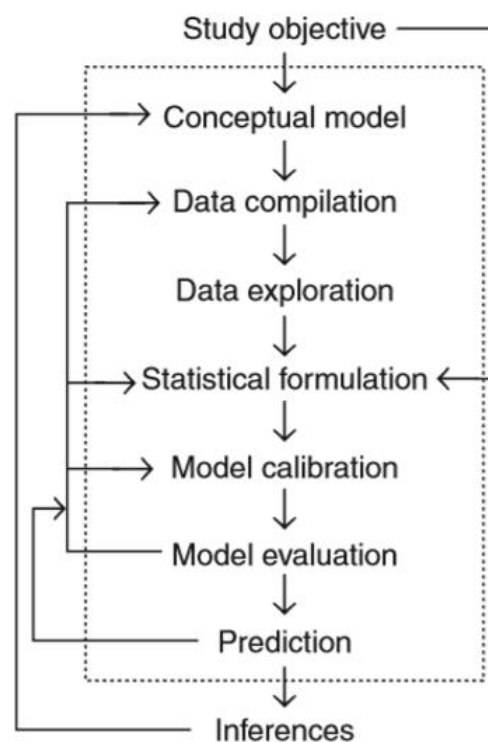 Study objective
Conceptual model
Data compilation
Data exploration
Statistical formulation
Model calibration
Model evaluation
Prediction
Inferences